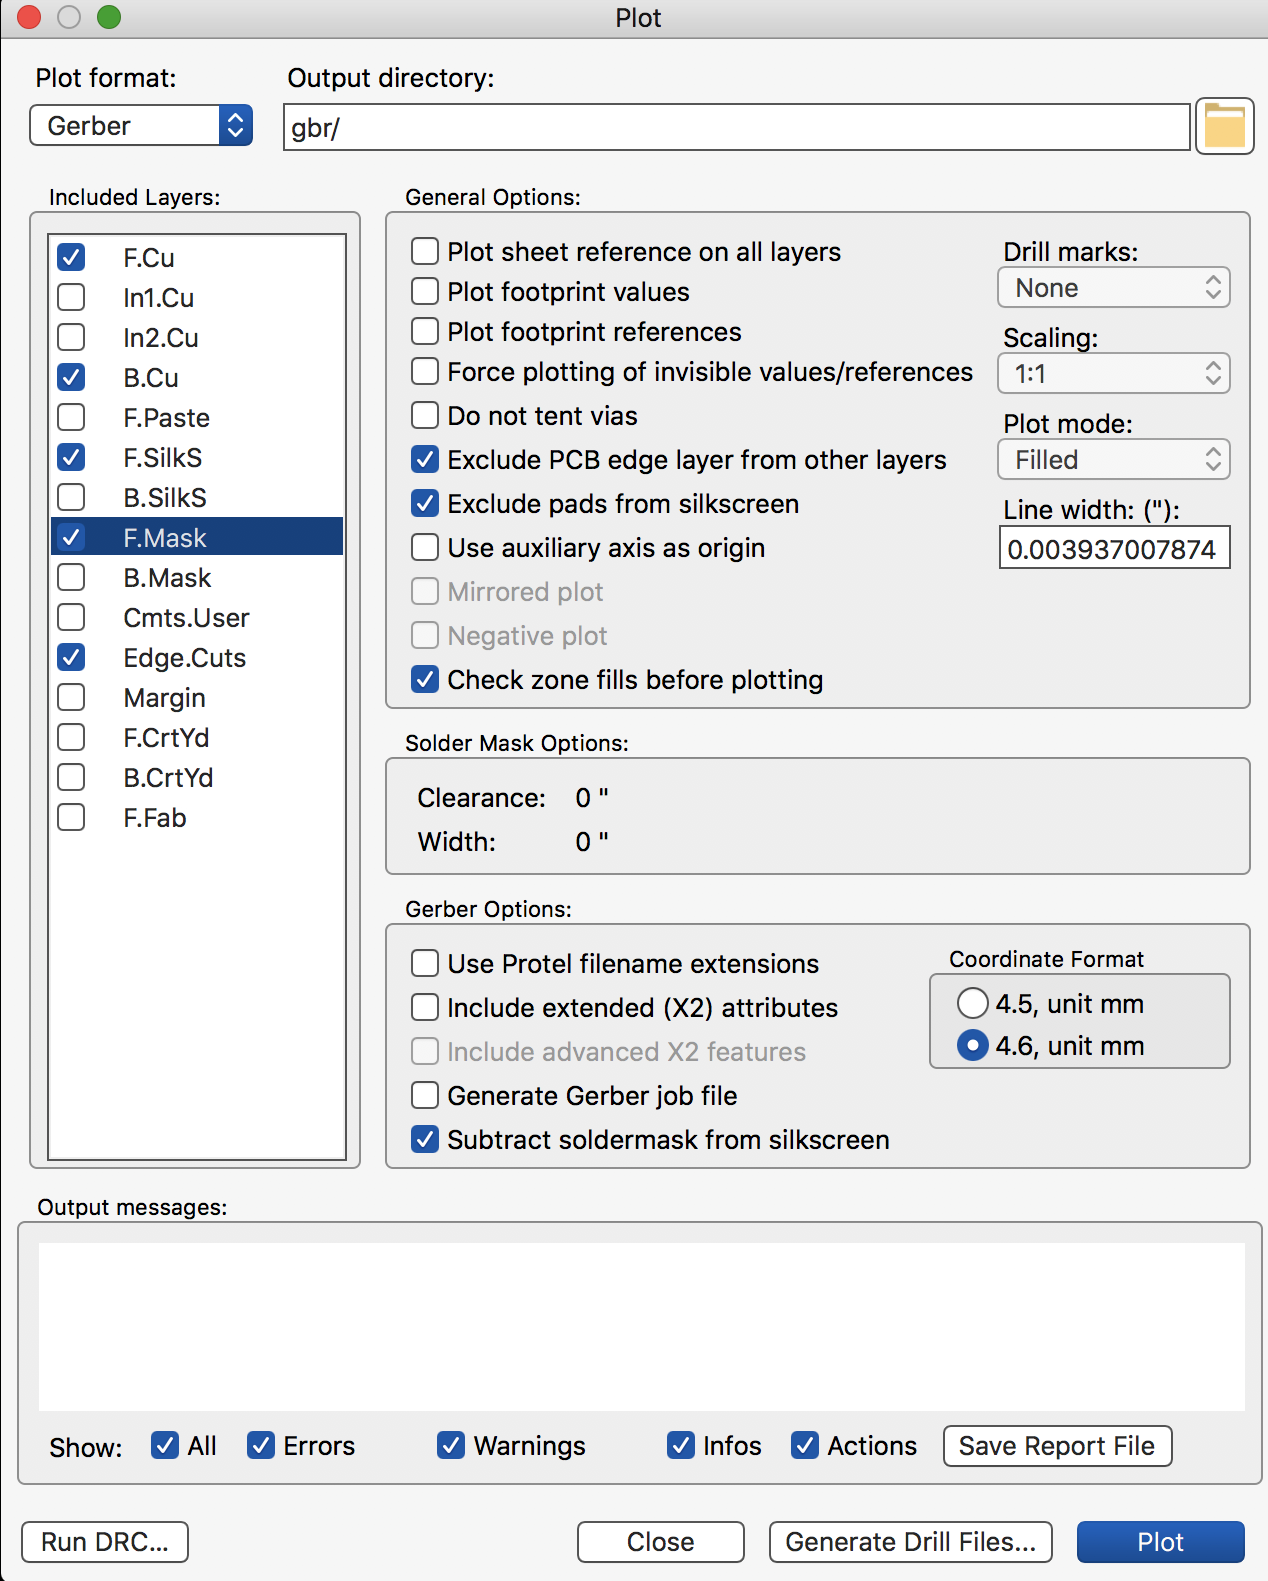 Plot
Plot format:
Output directory:
Gerber
gbr/
Included Layers:
F.Cu
In1.Cu
In2.Cu
B.Cu
F.Paste
F.SilkS
B.SilkS
F.Mask
B.Mask
Cmts.User
Edge.Cuts
Margin
F.CrtYd
B.CrtYd
F.Fab
General Options:
Plot sheet reference on all layers
Plot footprint values
Plot footprint references
Force plotting of invisible values/references
Do not tent vias
Exclude PCB edge layer from other layers
Exclude pads from silkscreen
Use auxiliary axis as origin
Mirrored plot
Negative plot
Check zone fills before plotting
Drill marks:
None
Scaling:
1:1
Plot mode:
Filled
Line width: ("):
0.003937007874
Solder Mask Options:
Clearance: 0 "
Width: 0 "
Gerber Options:
Use Protel filename extensions
Include extended (X2) attributes
Include advanced X2 features
Generate Gerber job file
Subtract soldermask from silkscreen
Coordinate Format
4.5, unit mm
4.6, unit mm
Output messages:
Show: All Errors Warnings Infos Actions Save Report File
Run DRC... Close Generate Drill Files... Plot